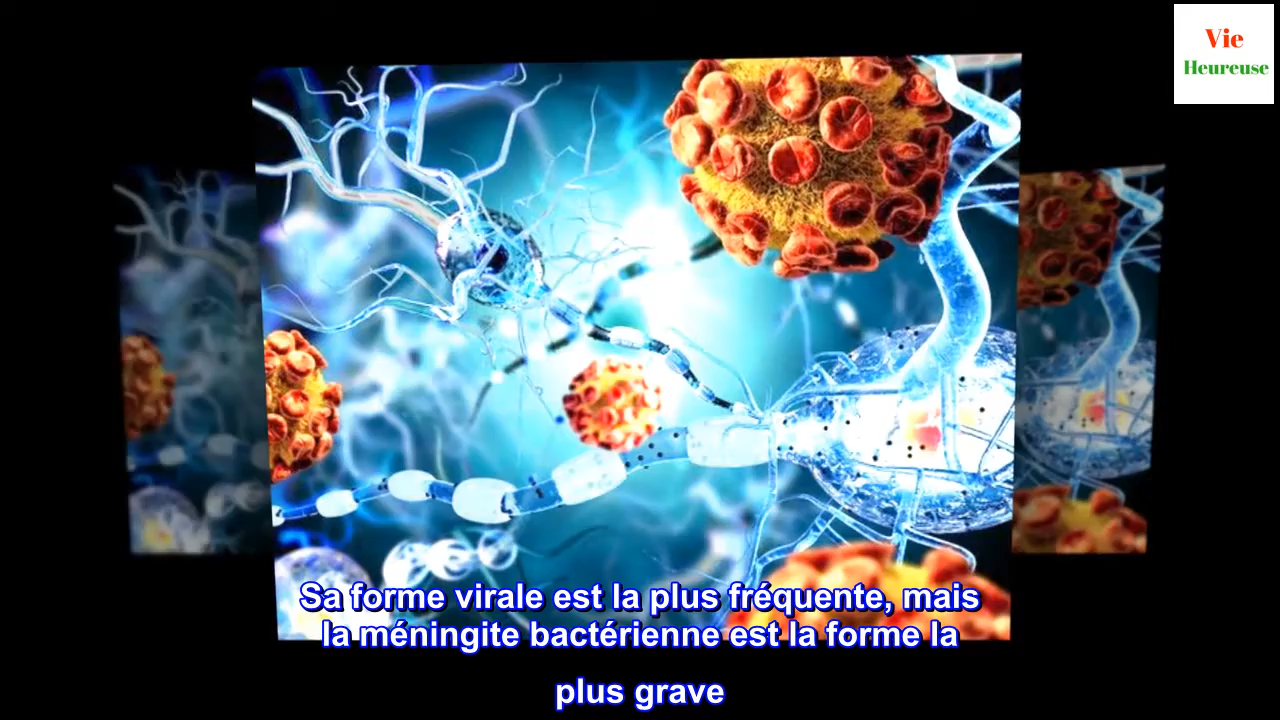 Vie
Heureuse
Sa forme virale est la plus fréquente, mais
la méningite bactérienne est la forme la
plus grave